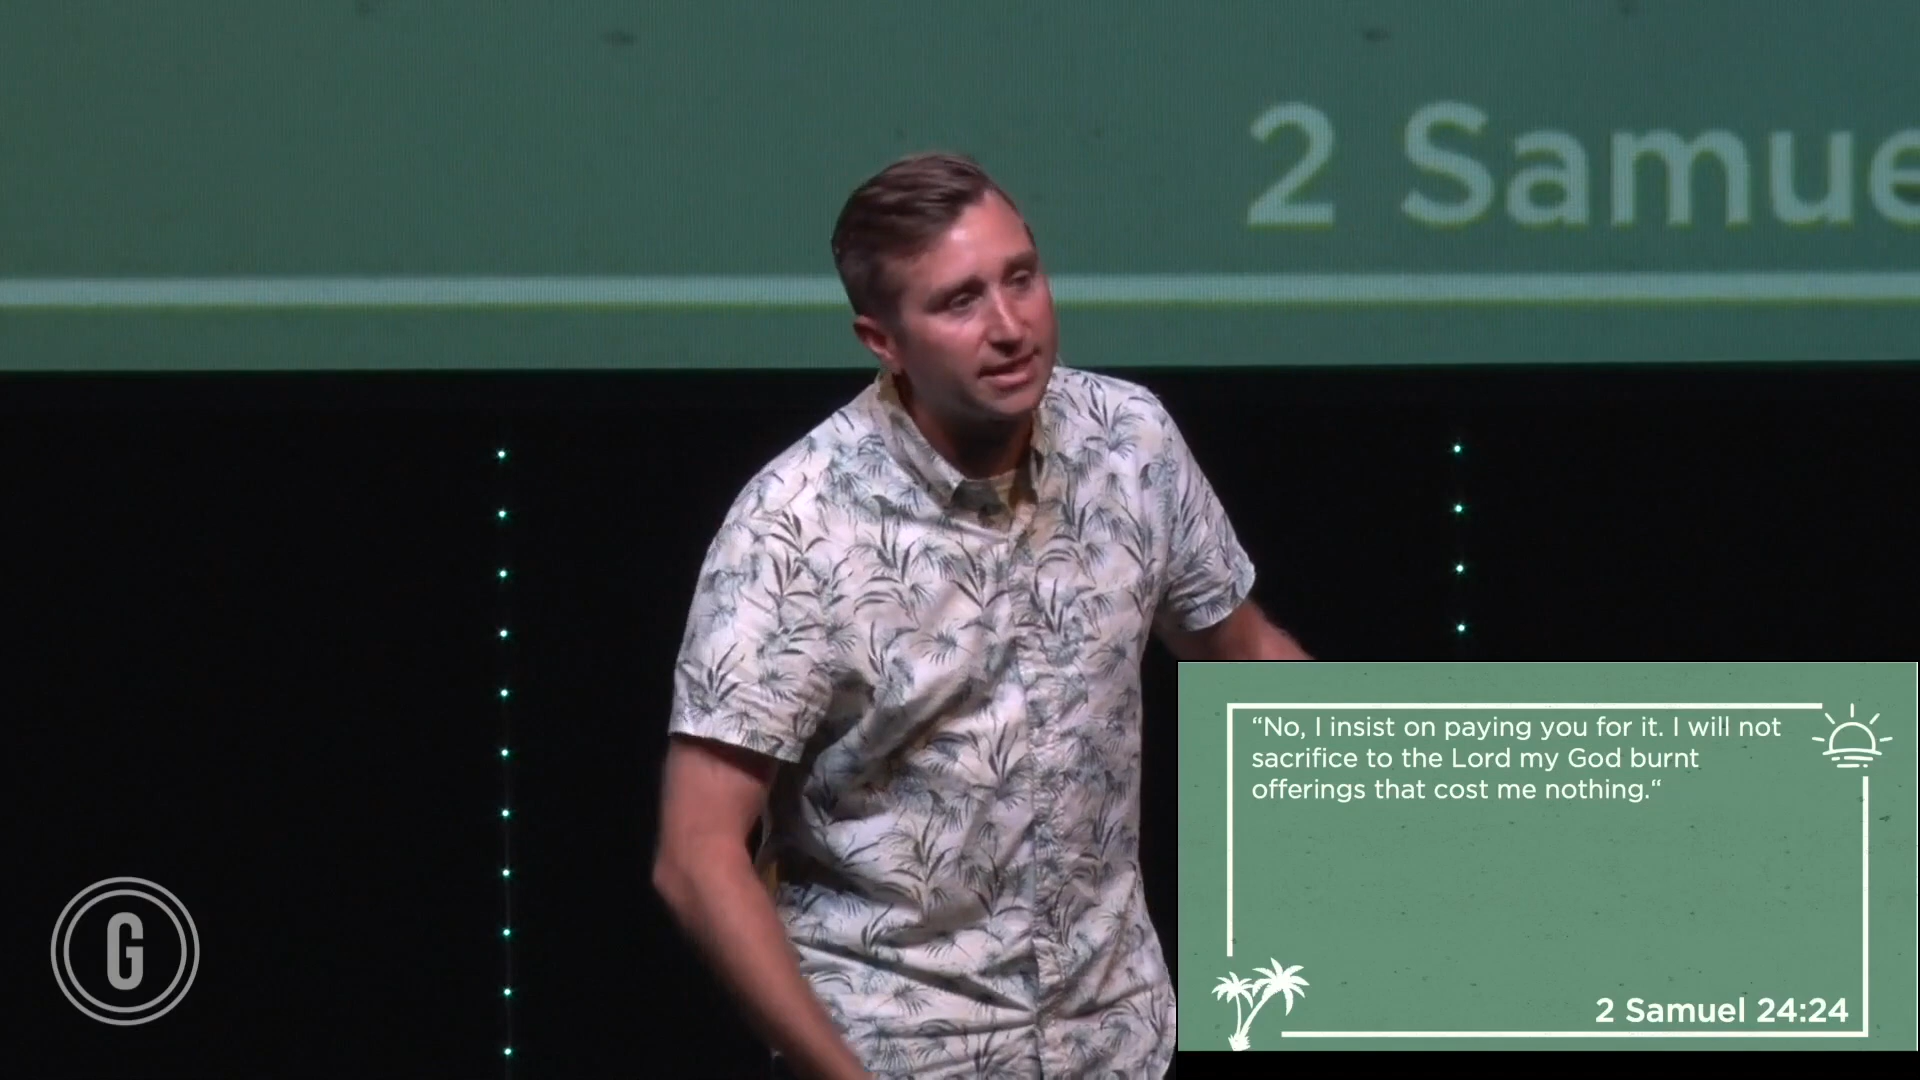 2 Samue
“No, I insist on paying you for it. I will not
sacrifice to the Lord my God burnt
offerings that cost me nothing.“
2 Samuel 24:24
G